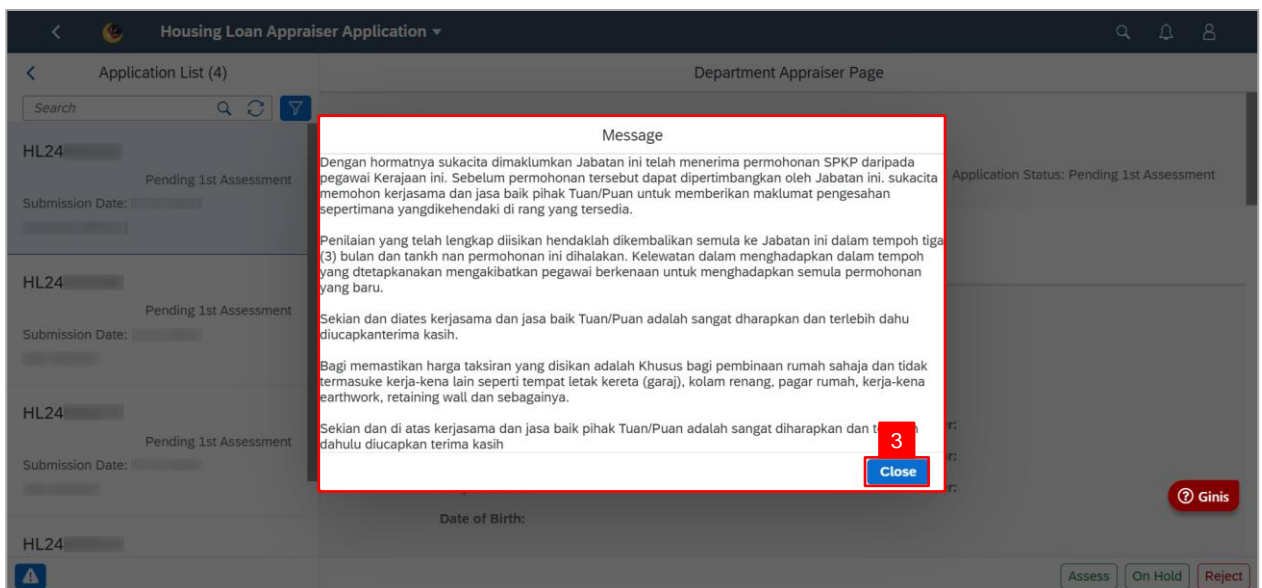 Housing Loan Appraiser Application
Application List (4)
Department Appraiser Page
Search
HL24
Pending 1st Assessment
Submission Date:
HL24
Pending 1st Assessment
Submission Date:
HL24
Pending 1st Assessment
Submission Date:
HL24
Application Status: Pending 1st Assessment
Message
Dengan hormatnya sukacita dimaklumkan Jabatan ini telah menerima permohonan SPKP daripada
pegawai Kerajaan ini. Sebelum permohonan tersebut dapat dipertimbangkan oleh Jabatan ini. sukacita
memohon kerjasama dan jasa baik pihak Tuan/Puan untuk memberikan maklumat pengesahan
sepertimana yangdikehendaki di rang yang tersedia.
Penilaian yang telah lengkap diisikan hendaklah dikembalikan semula ke Jabatan ini dalam tempoh tiga
(3) bulan dan tankh nan permohonan ini dihalakan. Kelewatan dalam menghadapkan dalam tempoh
yang dtetapkanakan mengakibatkan pegawai berkenaan untuk menghadapkan semula permohonan
yang baru.
Sekian dan diates kerjasama dan jasa baik Tuan/Puan adalah sangat dharapkan dan terlebih dahu
diucapkanterima kasih.
Bagi memastikan harga taksiran yang disikan adalah Khusus bagi pembinaan rumah sahaja dan tidak
termasuke kerja-kena lain seperti tempat letak kereta (garaj), kolam renang, pagar rumah, kerja-kena
earthwork, retaining wall dan sebagainya.
Sekian dan di atas kerjasama dan jasa baik pihak Tuan/Puan adalah sangat diharapkan dan
dahulu diucapkan terima kasih
3
Close
Date of Birth:
Ginis
Assess On Hold Reject